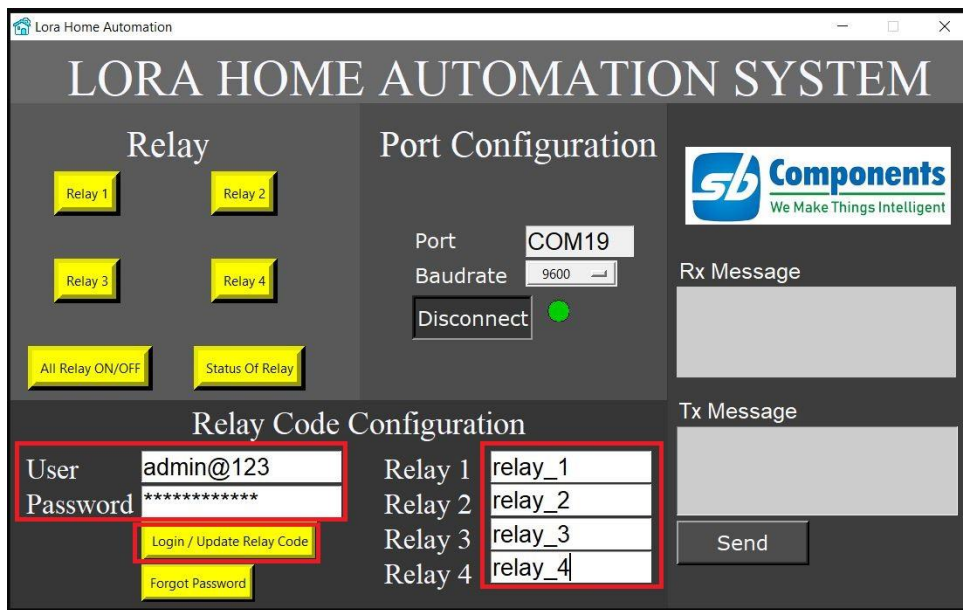 Lora Home Automation
LORA HOME AUTOMATION SYSTEM
Relay
Relay 1
Relay 2
Relay 3
Relay 4
All Relay ON/OFF
Status Of Relay
Port Configuration
Port COM19
Baudrate 9600
Disconnect
sb Components
We Make Things Intelligent
Rx Message
Tx Message
Send
Relay Code Configuration
User admin@123
Password ************
Login / Update Relay Code
Forgot Password
Relay 1 relay_1
Relay 2 relay_2
Relay 3 relay_3
Relay 4 relay_4